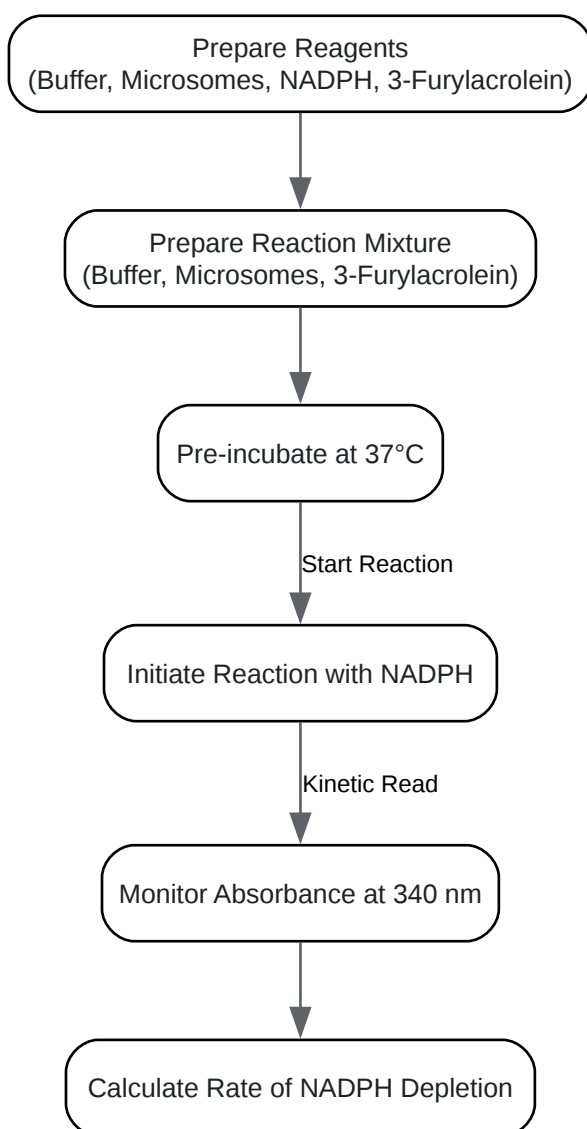 Prepare Reagents
(Buffer, Microsomes, NADPH, 3-Furylacrolein)
Prepare Reaction Mixture
(Buffer, Microsomes, 3-Furylacrolein)
Pre-incubate at 37°C
Start Reaction
Initiate Reaction with NADPH
Kinetic Read
Monitor Absorbance at 340 nm
Calculate Rate of NADPH Depletion